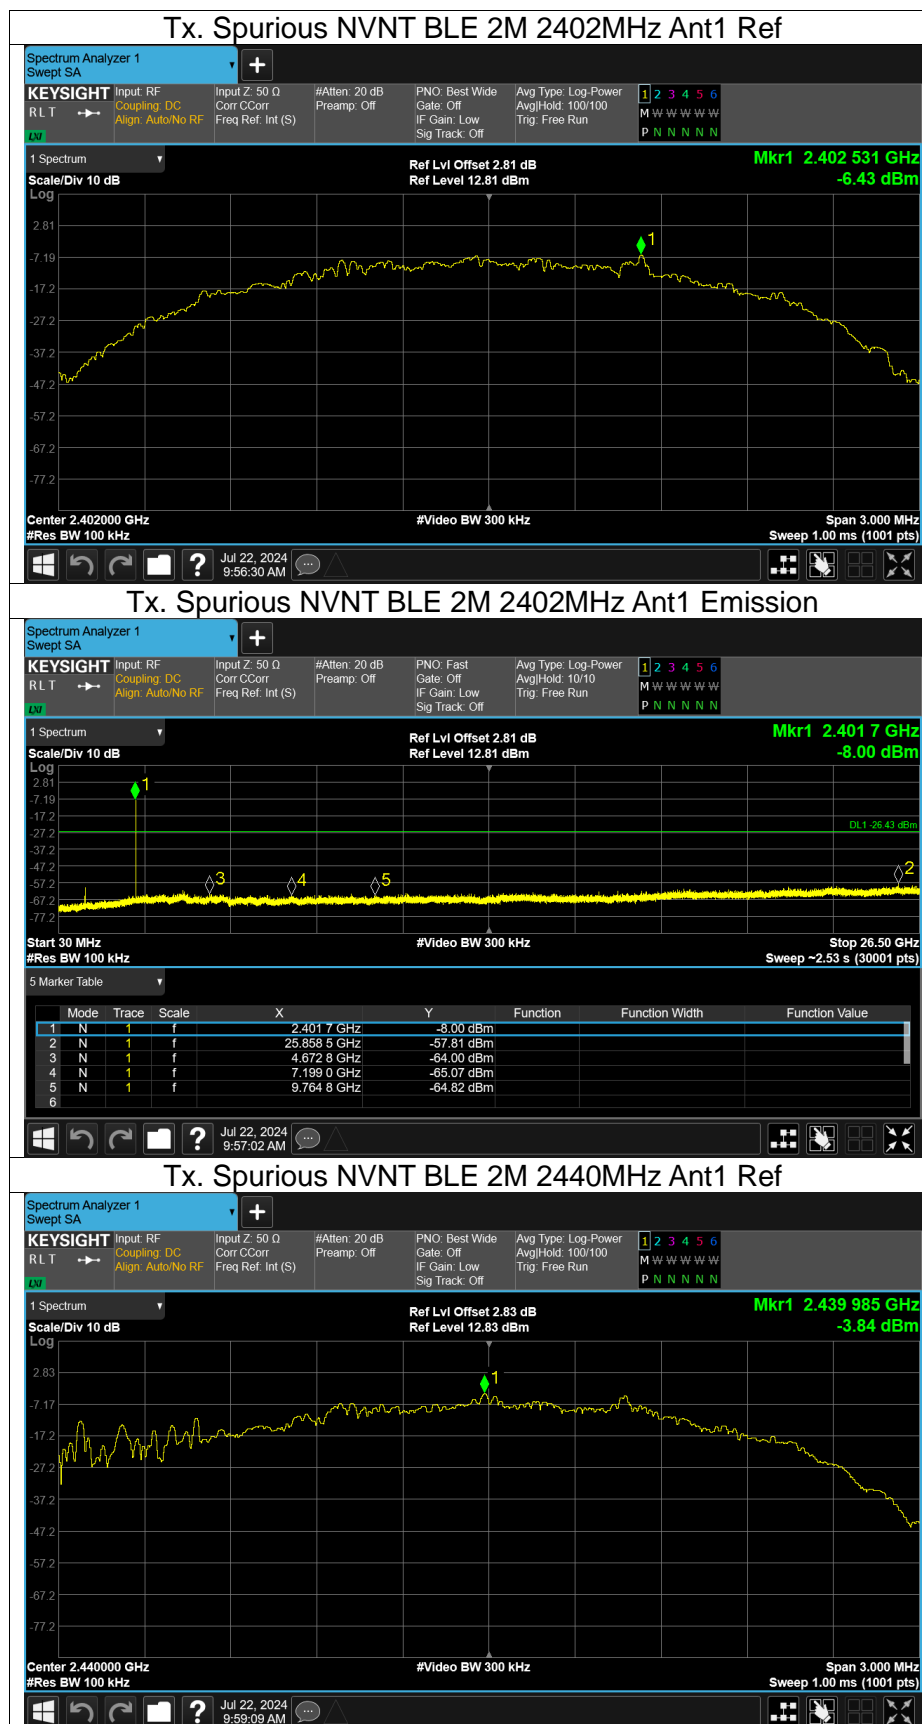 Tx. Spurious NVNT BLE 2M 2402MHz Ant1 Ref
Spectrum Analyzer 1
Swept SA
KEYSIGHT
RLT
LXI
Input: RF
Coupling: DC
Align: Auto/No RF
Input Z: 50 Ω
Corr CCorr
Freq Ref: Int (S)
#Atten: 20 dB
Preamp: Off
PNO: Best Wide
Gate: Off
IF Gain: Low
Sig Track: Off
Avg Type: Log-Power
Avg|Hold: 100/100
Trig: Free Run
1 2 3 4 5 6
M W W W W W
P N N N N N
1 Spectrum
Scale/Div 10 dB
Ref Lvl Offset 2.81 dB
Ref Level 12.81 dBm
Mkr1 2.402 531 GHz
-6.43 dBm
Log
2.81
-7.19
-17.2
-27.2
-37.2
-47.2
-57.2
-67.2
-77.2
1
Center 2.402000 GHz
#Res BW 100 kHz
#Video BW 300 kHz
Span 3.000 MHz
Sweep 1.00 ms (1001 pts)
Jul 22, 2024
9:56:30 AM
Tx. Spurious NVNT BLE 2M 2402MHz Ant1 Emission
Spectrum Analyzer 1
Swept SA
KEYSIGHT
RLT
LXI
Input: RF
Coupling: DC
Align: Auto/No RF
Input Z: 50 Ω
Corr CCorr
Freq Ref: Int (S)
#Atten: 20 dB
Preamp: Off
PNO: Fast
Gate: Off
IF Gain: Low
Sig Track: Off
Avg Type: Log-Power
Avg|Hold: 10/10
Trig: Free Run
1 2 3 4 5 6
M W W W W W
P N N N N N
1 Spectrum
Scale/Div 10 dB
Ref Lvl Offset 2.81 dB
Ref Level 12.81 dBm
Mkr1 2.401 7 GHz
-8.00 dBm
Log
2.81
-7.19
-17.2
-27.2
-37.2
-47.2
-57.2
-67.2
-77.2
1
DL1 -26.43 dBm
3
4
5
2
Start 30 MHz
#Res BW 100 kHz
#Video BW 300 kHz
Stop 26.50 GHz
Sweep ~2.53 s (30001 pts)
5 Marker Table
Mode Trace Scale X Y Function Function Width Function Value
1 N 1 f 2.401 7 GHz -8.00 dBm
2 N 1 f 25.858 5 GHz -57.81 dBm
3 N 1 f 4.672 8 GHz -64.00 dBm
4 N 1 f 7.199 0 GHz -65.07 dBm
5 N 1 f 9.764 8 GHz -64.82 dBm
6
Jul 22, 2024
9:57:02 AM
Tx. Spurious NVNT BLE 2M 2440MHz Ant1 Ref
Spectrum Analyzer 1
Swept SA
KEYSIGHT
RLT
LXI
Input: RF
Coupling: DC
Align: Auto/No RF
Input Z: 50 Ω
Corr CCorr
Freq Ref: Int (S)
#Atten: 20 dB
Preamp: Off
PNO: Best Wide
Gate: Off
IF Gain: Low
Sig Track: Off
Avg Type: Log-Power
Avg|Hold: 100/100
Trig: Free Run
1 2 3 4 5 6
M W W W W W
P N N N N N
1 Spectrum
Scale/Div 10 dB
Ref Lvl Offset 2.83 dB
Ref Level 12.83 dBm
Mkr1 2.439 985 GHz
-3.84 dBm
Log
2.83
-7.17
-17.2
-27.2
-37.2
-47.2
-57.2
-67.2
-77.2
1
Center 2.440000 GHz
#Res BW 100 kHz
#Video BW 300 kHz
Span 3.000 MHz
Sweep 1.00 ms (1001 pts)
Jul 22, 2024
9:59:09 AM